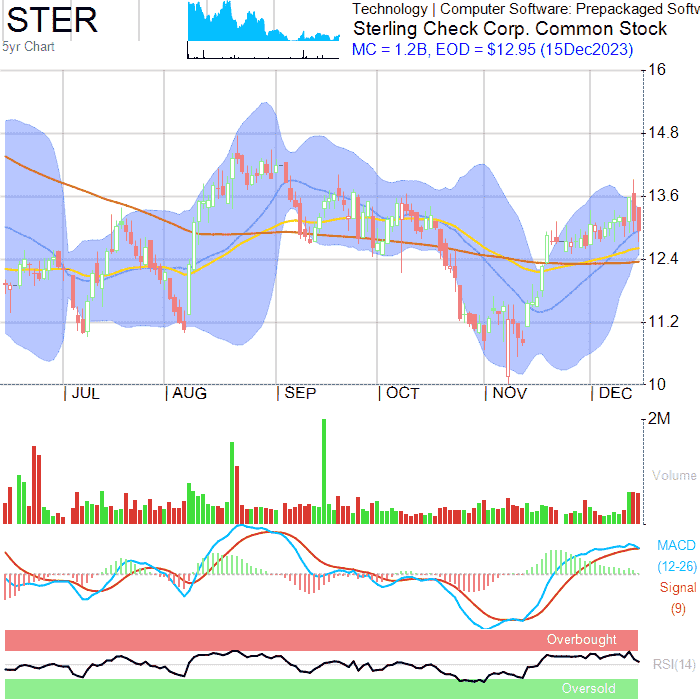 STER
5yr Chart
Technology | Computer Software: Prepackaged Softw
Sterling Check Corp. Common Stock
MC = 1.2B, EOD = $12.95 (15Dec2023)
16
14.8
13.6
12.4
11.2
10
| JUL | AUG | SEP | OCT | NOV | DEC
2M
Volume
MACD
(12-26)
Signal
(9)
Overbought
RSI(14)
Oversold